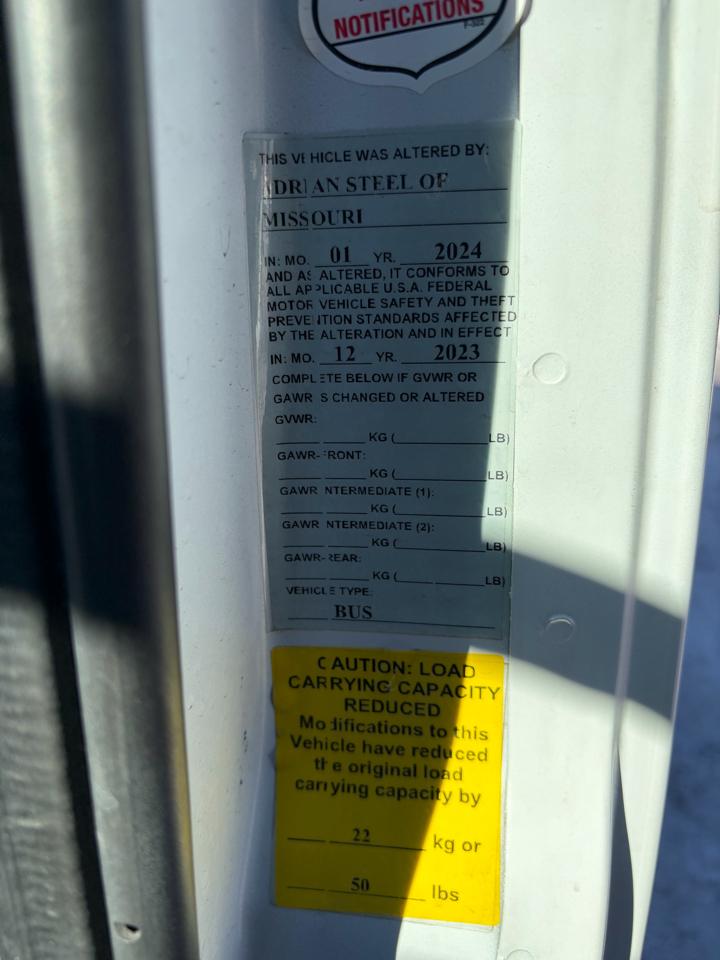 NOTIFICATIONS
F-322
THIS VEHICLE WAS ALTERED BY:
ADRIAN STEEL OF
MISSOURI
IN: MO. 01 YR. 2024
AND AS ALTERED, IT CONFORMS TO
ALL APPLICABLE U.S.A. FEDERAL
MOTOR VEHICLE SAFETY AND THEFT
PREVENTION STANDARDS AFFECTED
BY THE ALTERATION AND IN EFFECT
IN: MO. 12 YR. 2023
COMPLETE BELOW IF GVWR OR
GAWR IS CHANGED OR ALTERED
GVWR:
KG ( LB)
GAWR-FRONT:
KG ( LB)
GAWR INTERMEDIATE (1):
KG ( LB)
GAWR INTERMEDIATE (2):
KG ( LB)
GAWR-REAR:
KG ( LB)
VEHICLE TYPE:
BUS
CAUTION: LOAD
CARRYING CAPACITY
REDUCED
Modifications to this
Vehicle have reduced
the original load
carrying capacity by
22 kg or
50 lbs